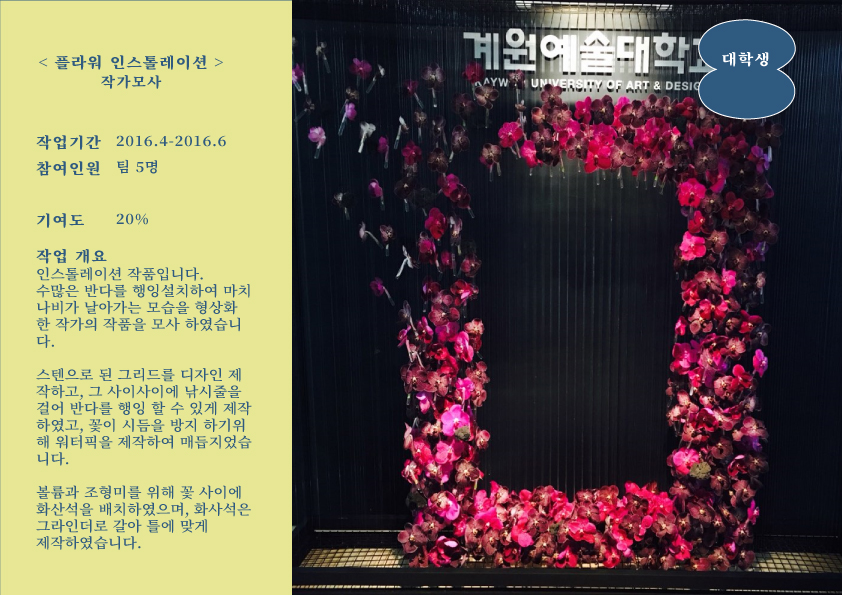 < 플라워 인스톨레이션 >
작가모사
작업기간 2016.4-2016.6
참여인원 팀 5명
기여도 20%
작업 개요
인스톨레이션 작품입니다.
수많은 반다를 행잉설치하여 마치
나비가 날아가는 모습을 형상화
한 작가의 작품을 모사 하였습니
다.
스텐으로 된 그리드를 디자인 제
작하고, 그 사이사이에 낚시줄을
걸어 반다를 행잉 할 수 있게 제작
하였고, 꽃이 시듬을 방지 하기위
해 워터픽을 제작하여 매듭지었습
니다.
볼륨과 조형미를 위해 꽃 사이에
화산석을 배치하였으며, 화사석은
그라인더로 갈아 틀에 맞게
제작하였습니다.
계원예술대학교
UNIVERSITY OF ART & DESIG
대학생